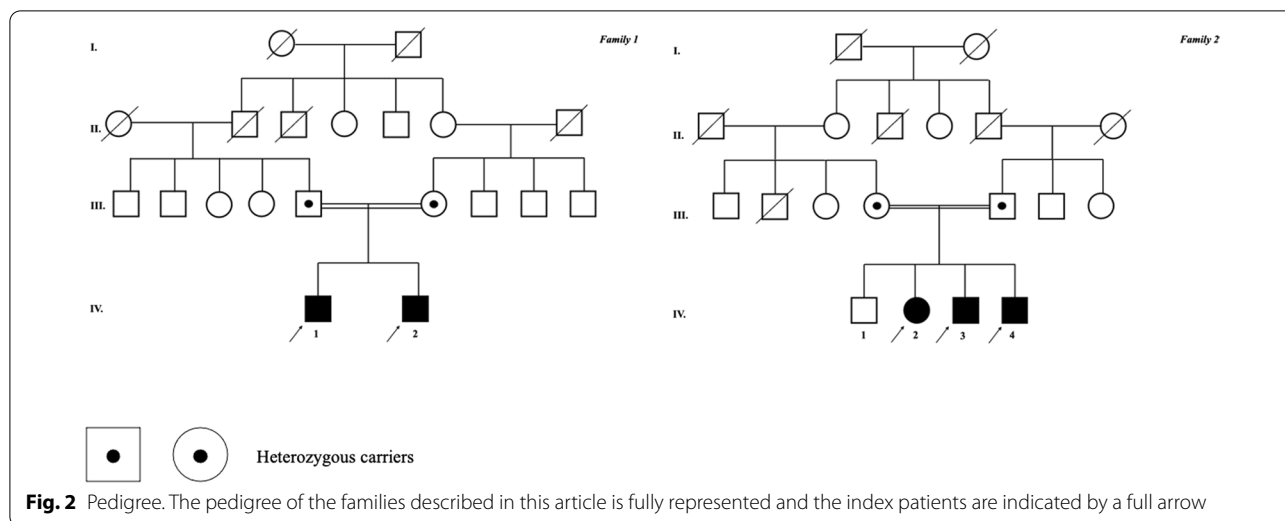 I.
Family 1
II.
III.
IV.
1 2
I.
Family 2
II.
III.
IV.
1 2 3 4
Heterozygous carriers
Fig. 2 Pedigree. The pedigree of the families described in this article is fully represented and the index patients are indicated by a full arrow